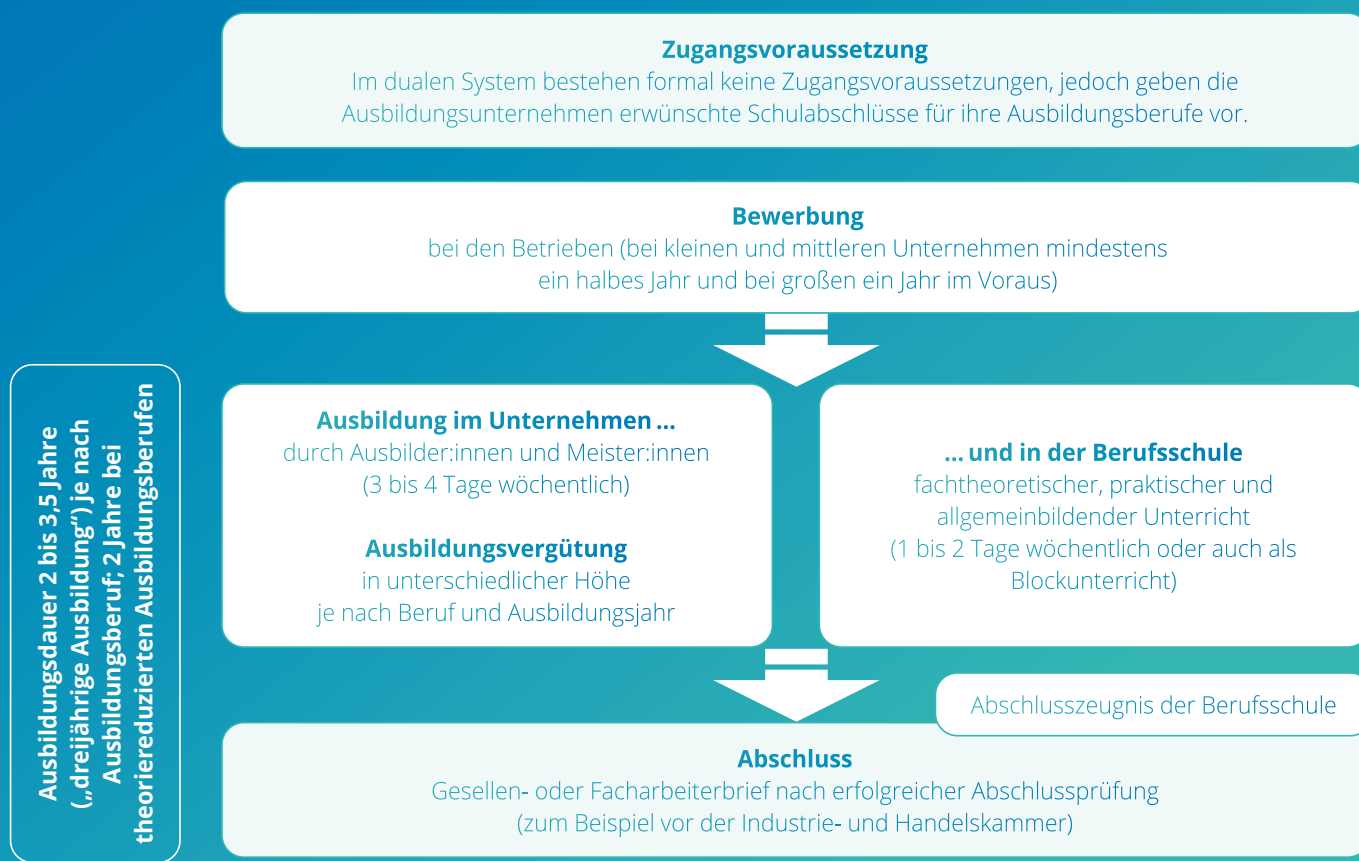 Zugangsvoraussetzung
Im dualen System bestehen formal keine Zugangsvoraussetzungen, jedoch geben die
Ausbildungsunternehmen erwünschte Schulabschlüsse für ihre Ausbildungsberufe vor.
Bewerbung
bei den Betrieben (bei kleinen und mittleren Unternehmen mindestens
ein halbes Jahr und bei großen ein Jahr im Voraus)
Ausbildungsdauer 2 bis 3,5 Jahre
(„dreijährige Ausbildung“) je nach
Ausbildungsberuf; 2 Jahre bei
theoriereduzierten Ausbildungsberufen
Ausbildung im Unternehmen ...
durch Ausbilder:innen und Meister:innen
(3 bis 4 Tage wöchentlich)
Ausbildungsvergütung
in unterschiedlicher Höhe
je nach Beruf und Ausbildungsjahr
... und in der Berufsschule
fachtheoretischer, praktischer und
allgemeinbildender Unterricht
(1 bis 2 Tage wöchentlich oder auch als
Blockunterricht)
Abschlusszeugnis der Berufsschule
Abschluss
Gesellen- oder Facharbeiterbrief nach erfolgreicher Abschlussprüfung
(zum Beispiel vor der Industrie- und Handelskammer)